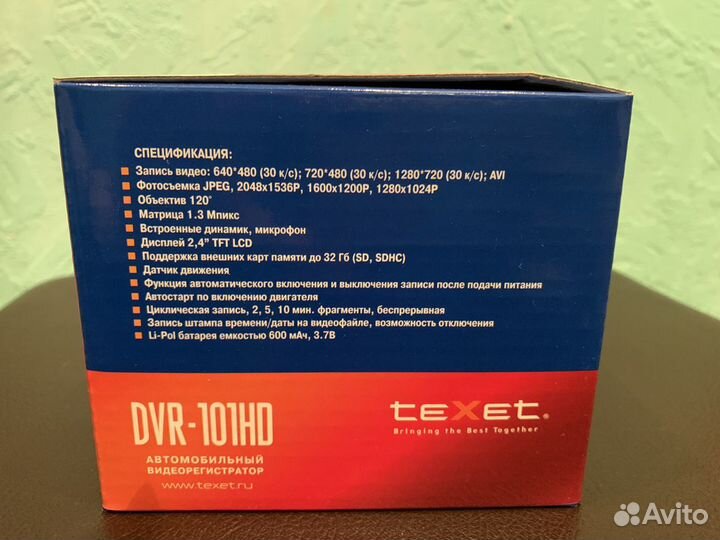 СПЕЦИФИКАЦИЯ:
Запись видео: 640*480 (30 к/с); 720*480 (30 к/с); 1280*720 (30 к/с); AVI
Фотосъемка JPEG, 2048x1536P, 1600x1200P, 1280x1024P
Объектив 120°
Матрица 1.3 Мпикс
Встроенные динамик, микрофон
Дисплей 2,4” TFT LCD
Поддержка внешних карт памяти до 32 Гб (SD, SDHC)
Датчик движения
Функция автоматического включения и выключения записи после подачи питания
Автостарт по включению двигателя
Циклическая запись, 2, 5, 10 мин. фрагменты, беспрерывная
Запись штампа времени/даты на видеофайле, возможность отключения
Li-Pol батарея емкостью 600 мАч, 3.7В
DVR-101HD
АВТОМОБИЛЬНЫЙ
ВИДЕОРЕГИСТРАТОР
www.texet.ru
teXet®
Bringing the Best Together
Avito